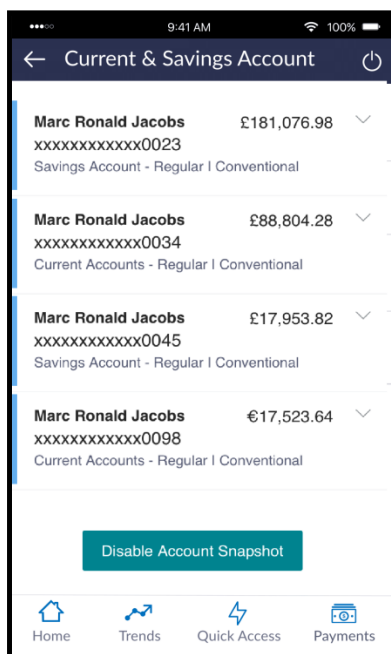 9:41 AM 100%
Current & Savings Account
Marc Ronald Jacobs £181,076.98
xxxxxxxxxxxx0023
Savings Account - Regular I Conventional
Marc Ronald Jacobs £88,804.28
xxxxxxxxxxxx0034
Current Accounts - Regular I Conventional
Marc Ronald Jacobs £17,953.82
xxxxxxxxxxxx0045
Savings Account - Regular I Conventional
Marc Ronald Jacobs €17,523.64
xxxxxxxxxxxx0098
Current Accounts - Regular I Conventional
Disable Account Snapshot
Home Trends Quick Access Payments